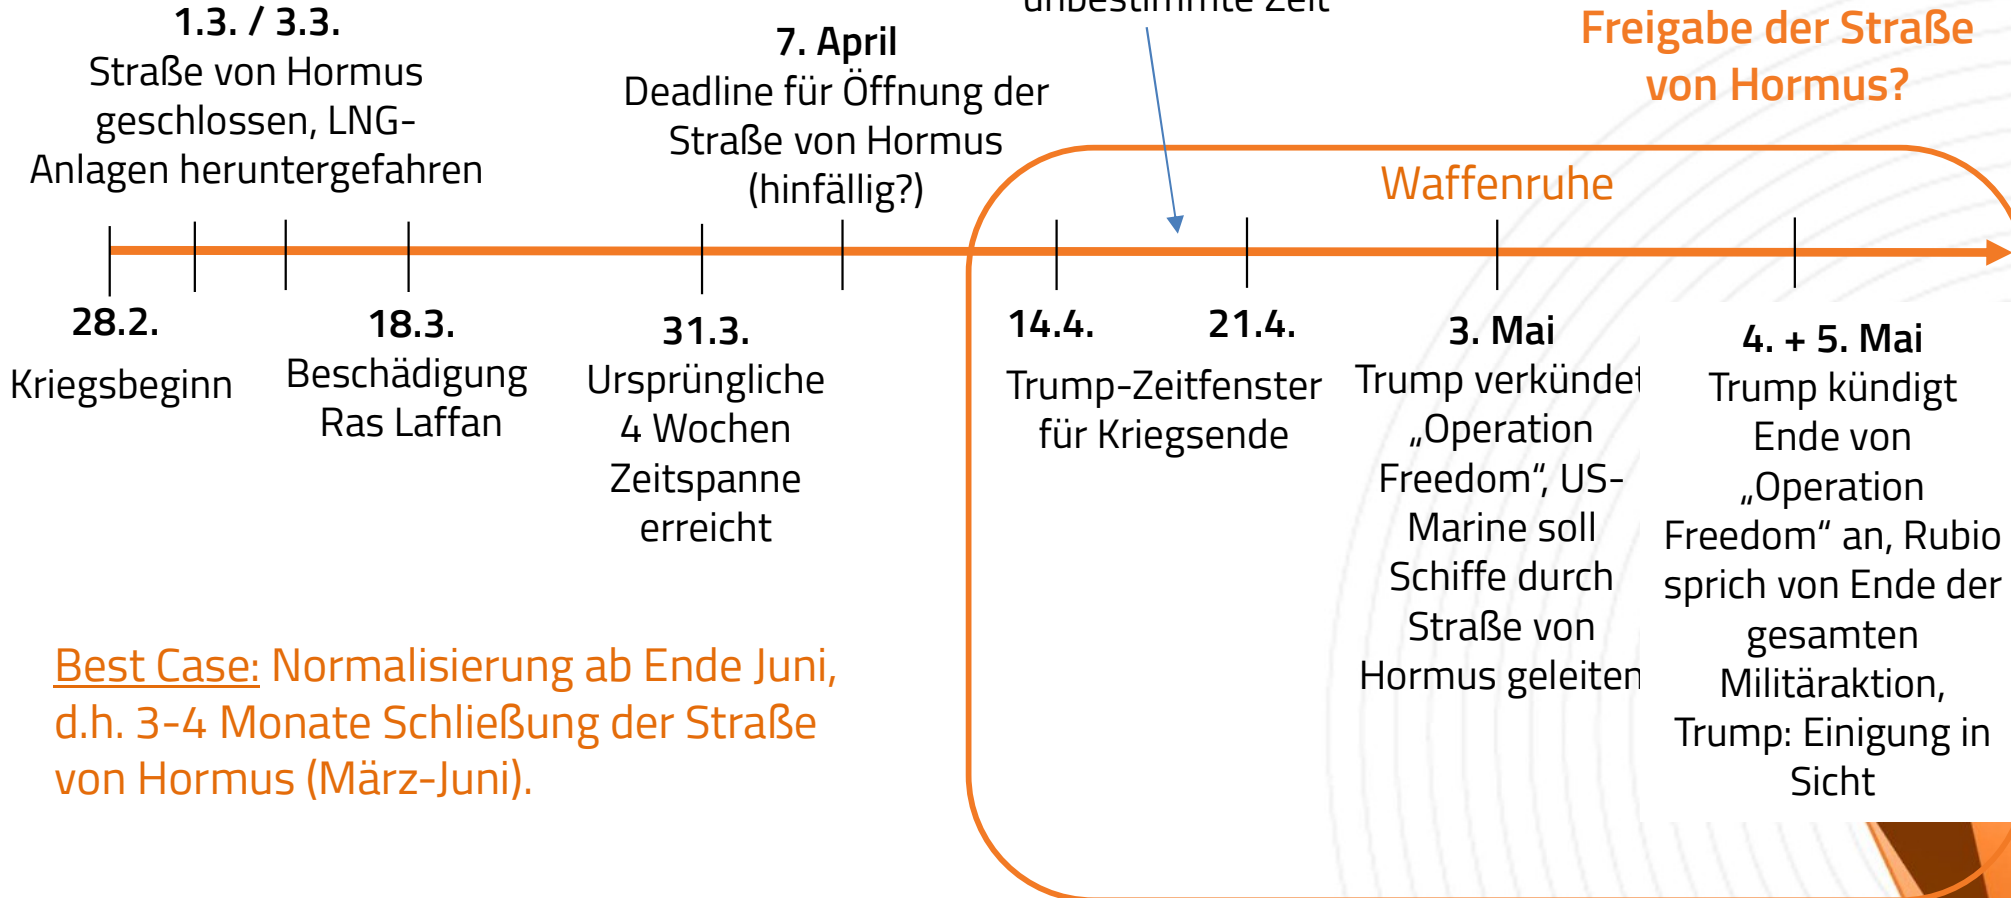 1.3. / 3.3.
Straße von Hormus
geschlossen, LNG-
Anlagen heruntergefahren
7. April
Deadline für Öffnung der
Straße von Hormus
(hinfällig?)
unbestimmte Zeit
Freigabe der Straße
von Hormus?
Waffenruhe
28.2.
Kriegsbeginn
18.3.
Beschädigung
Ras Laffan
31.3.
Ursprüngliche
4 Wochen
Zeitspanne
erreicht
14.4. 21.4.
Trump-Zeitfenster
für Kriegsende
3. Mai
Trump verkündet
„Operation
Freedom“, US-
Marine soll
Schiffe durch
Straße von
Hormus geleiten
4. + 5. Mai
Trump kündigt
Ende von
„Operation
Freedom“ an, Rubio
sprich von Ende der
gesamten
Militäraktion,
Trump: Einigung in
Sicht
Best Case: Normalisierung ab Ende Juni,
d.h. 3-4 Monate Schließung der Straße
von Hormus (März-Juni).